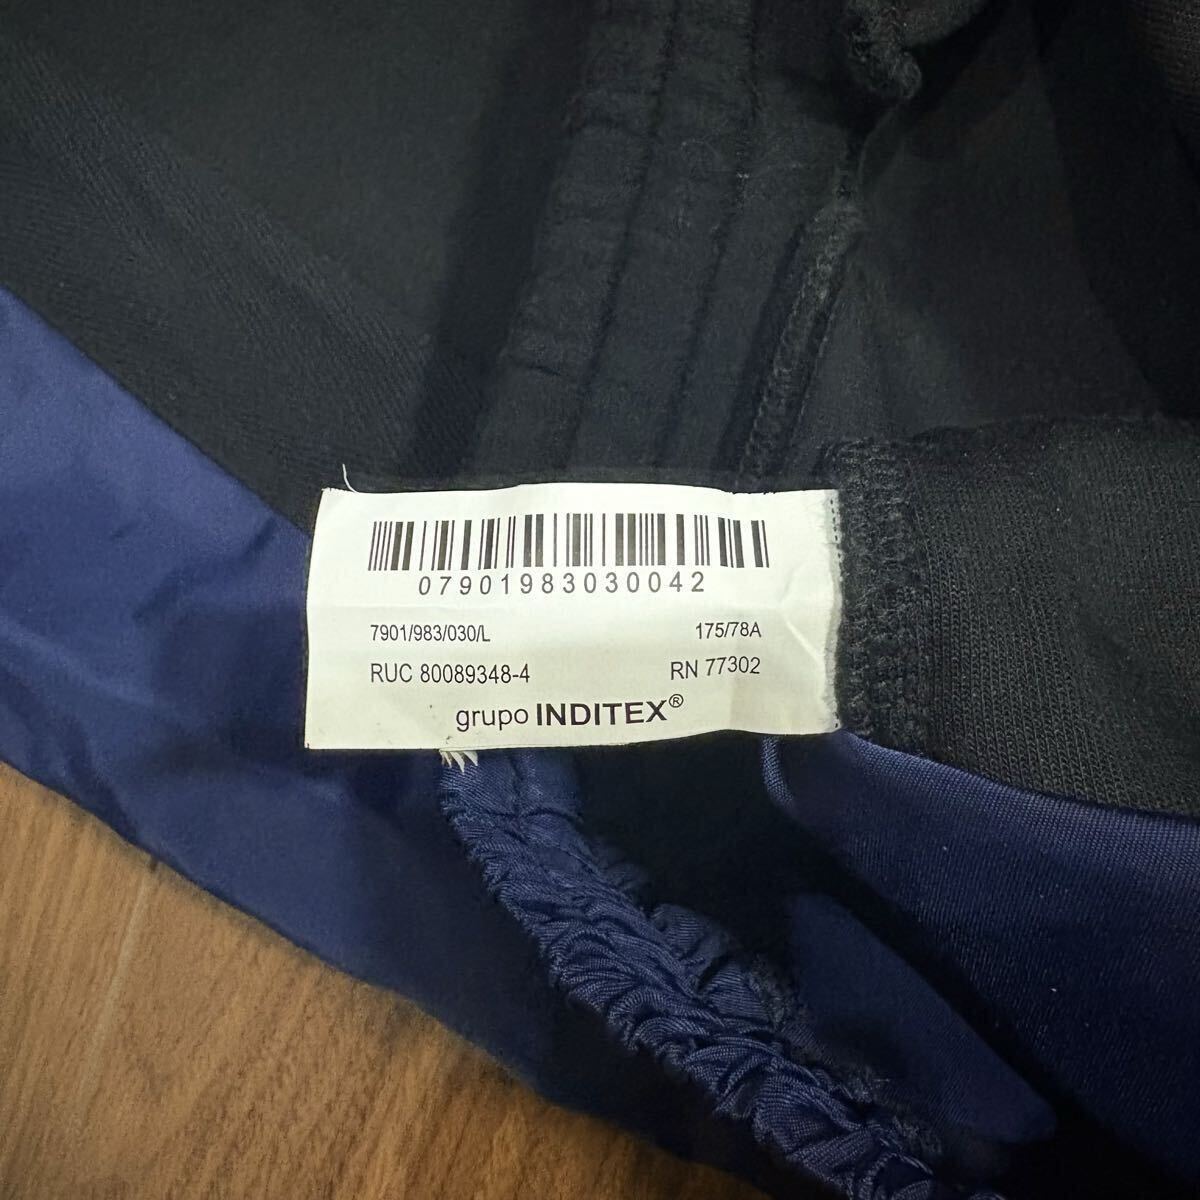 07901983030042
7901/983/030/L 175/78A
RUC 80089348-4 RN 77302
grupo INDITEX®